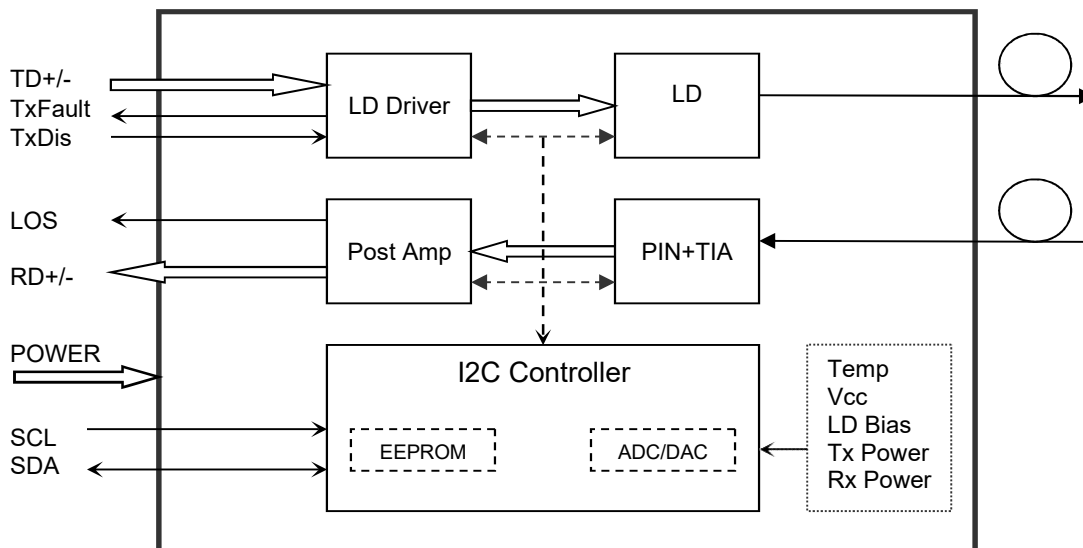 TD+/-
TxFault
TxDis
LD Driver
LD
LOS
RD+/-
Post Amp
PIN+TIA
POWER
SCL
SDA
I2C Controller
EEPROM
ADC/DAC
Temp
Vcc
LD Bias
Tx Power
Rx Power